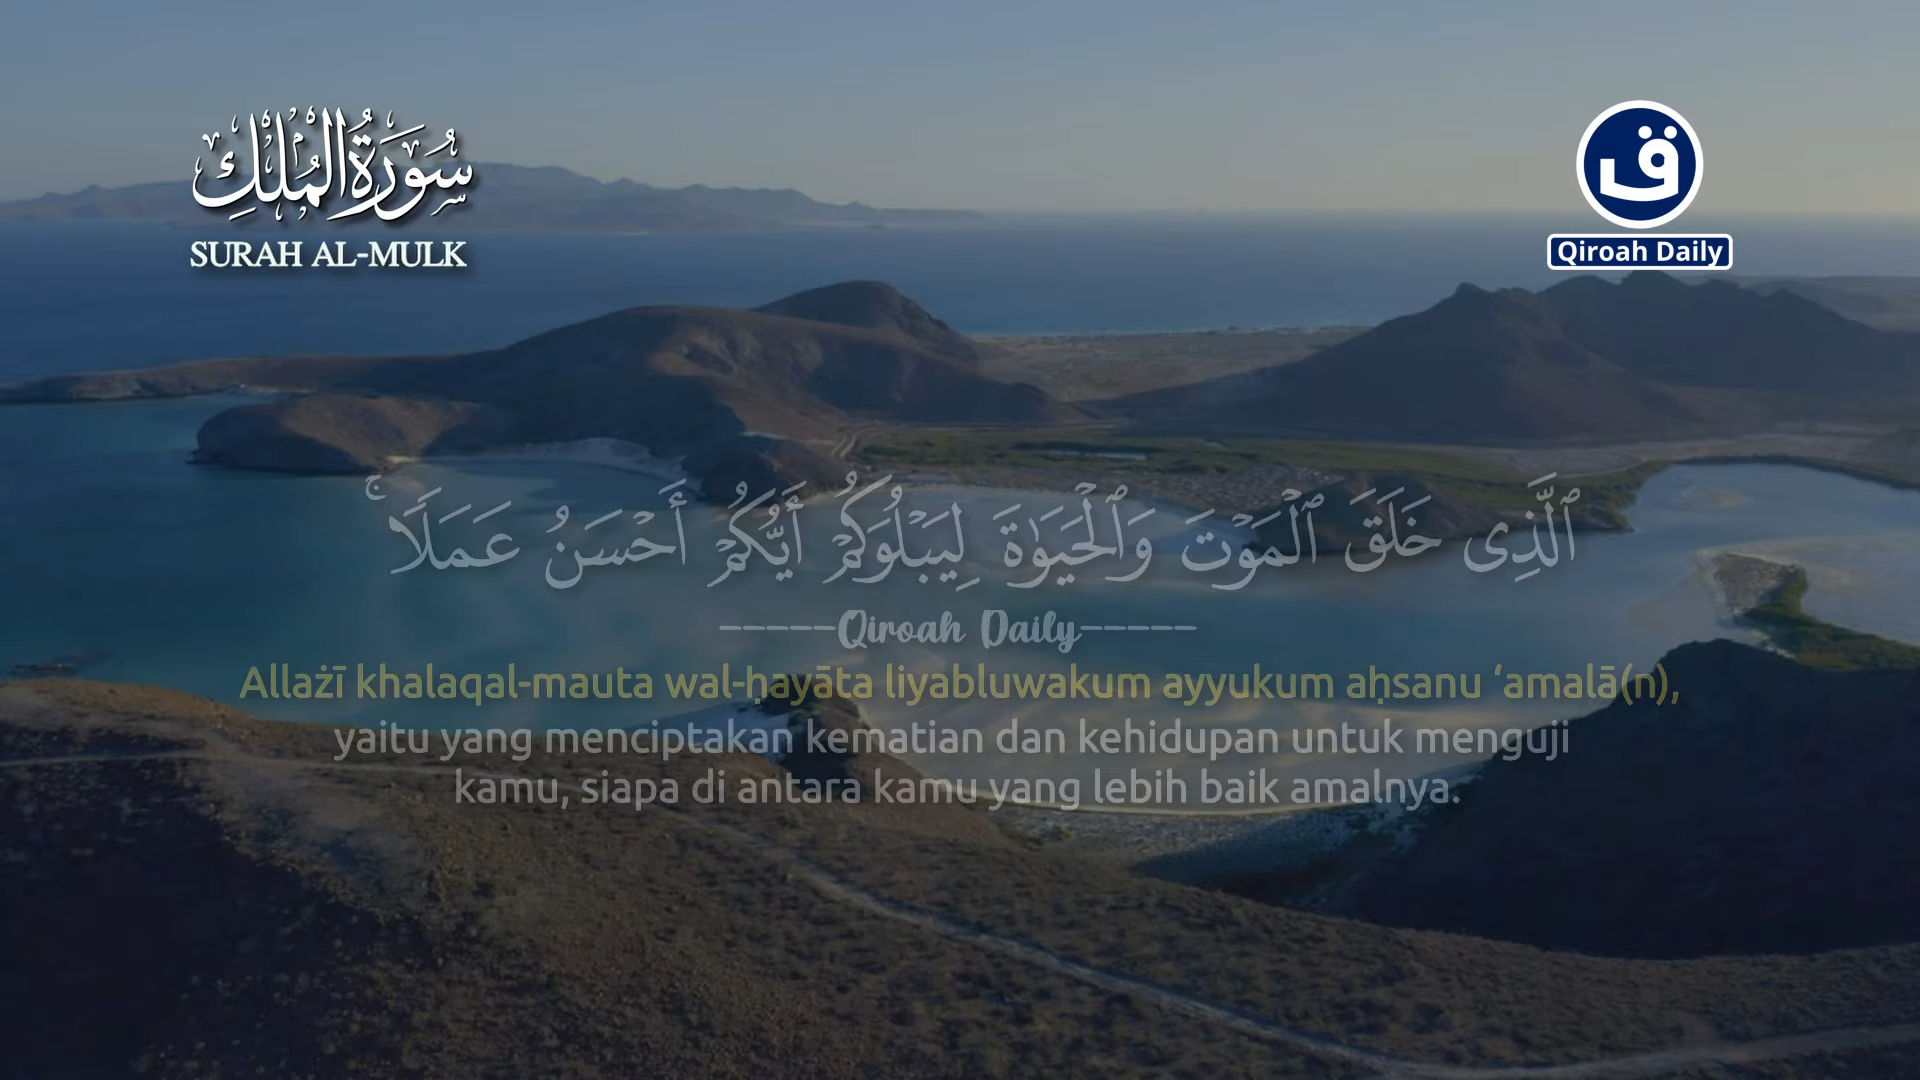 سُورَةُ الْمُلْكِ
SURAH AL-MULK
ق
Qiroah Daily
ٱلَّذِى خَلَقَ ٱلْمَوْتَ وَٱلْحَيَوٰةَ لِيَبْلُوَكُمْ أَيُّكُمْ أَحْسَنُ عَمَلًا ۚ
-----Qiroah Daily-----
Allażī khalaqal-mauta wal-ḥayāta liyabluwakum ayyukum aḥsanu ‘amalā(n),
yaitu yang menciptakan kematian dan kehidupan untuk menguji
kamu, siapa di antara kamu yang lebih baik amalnya.